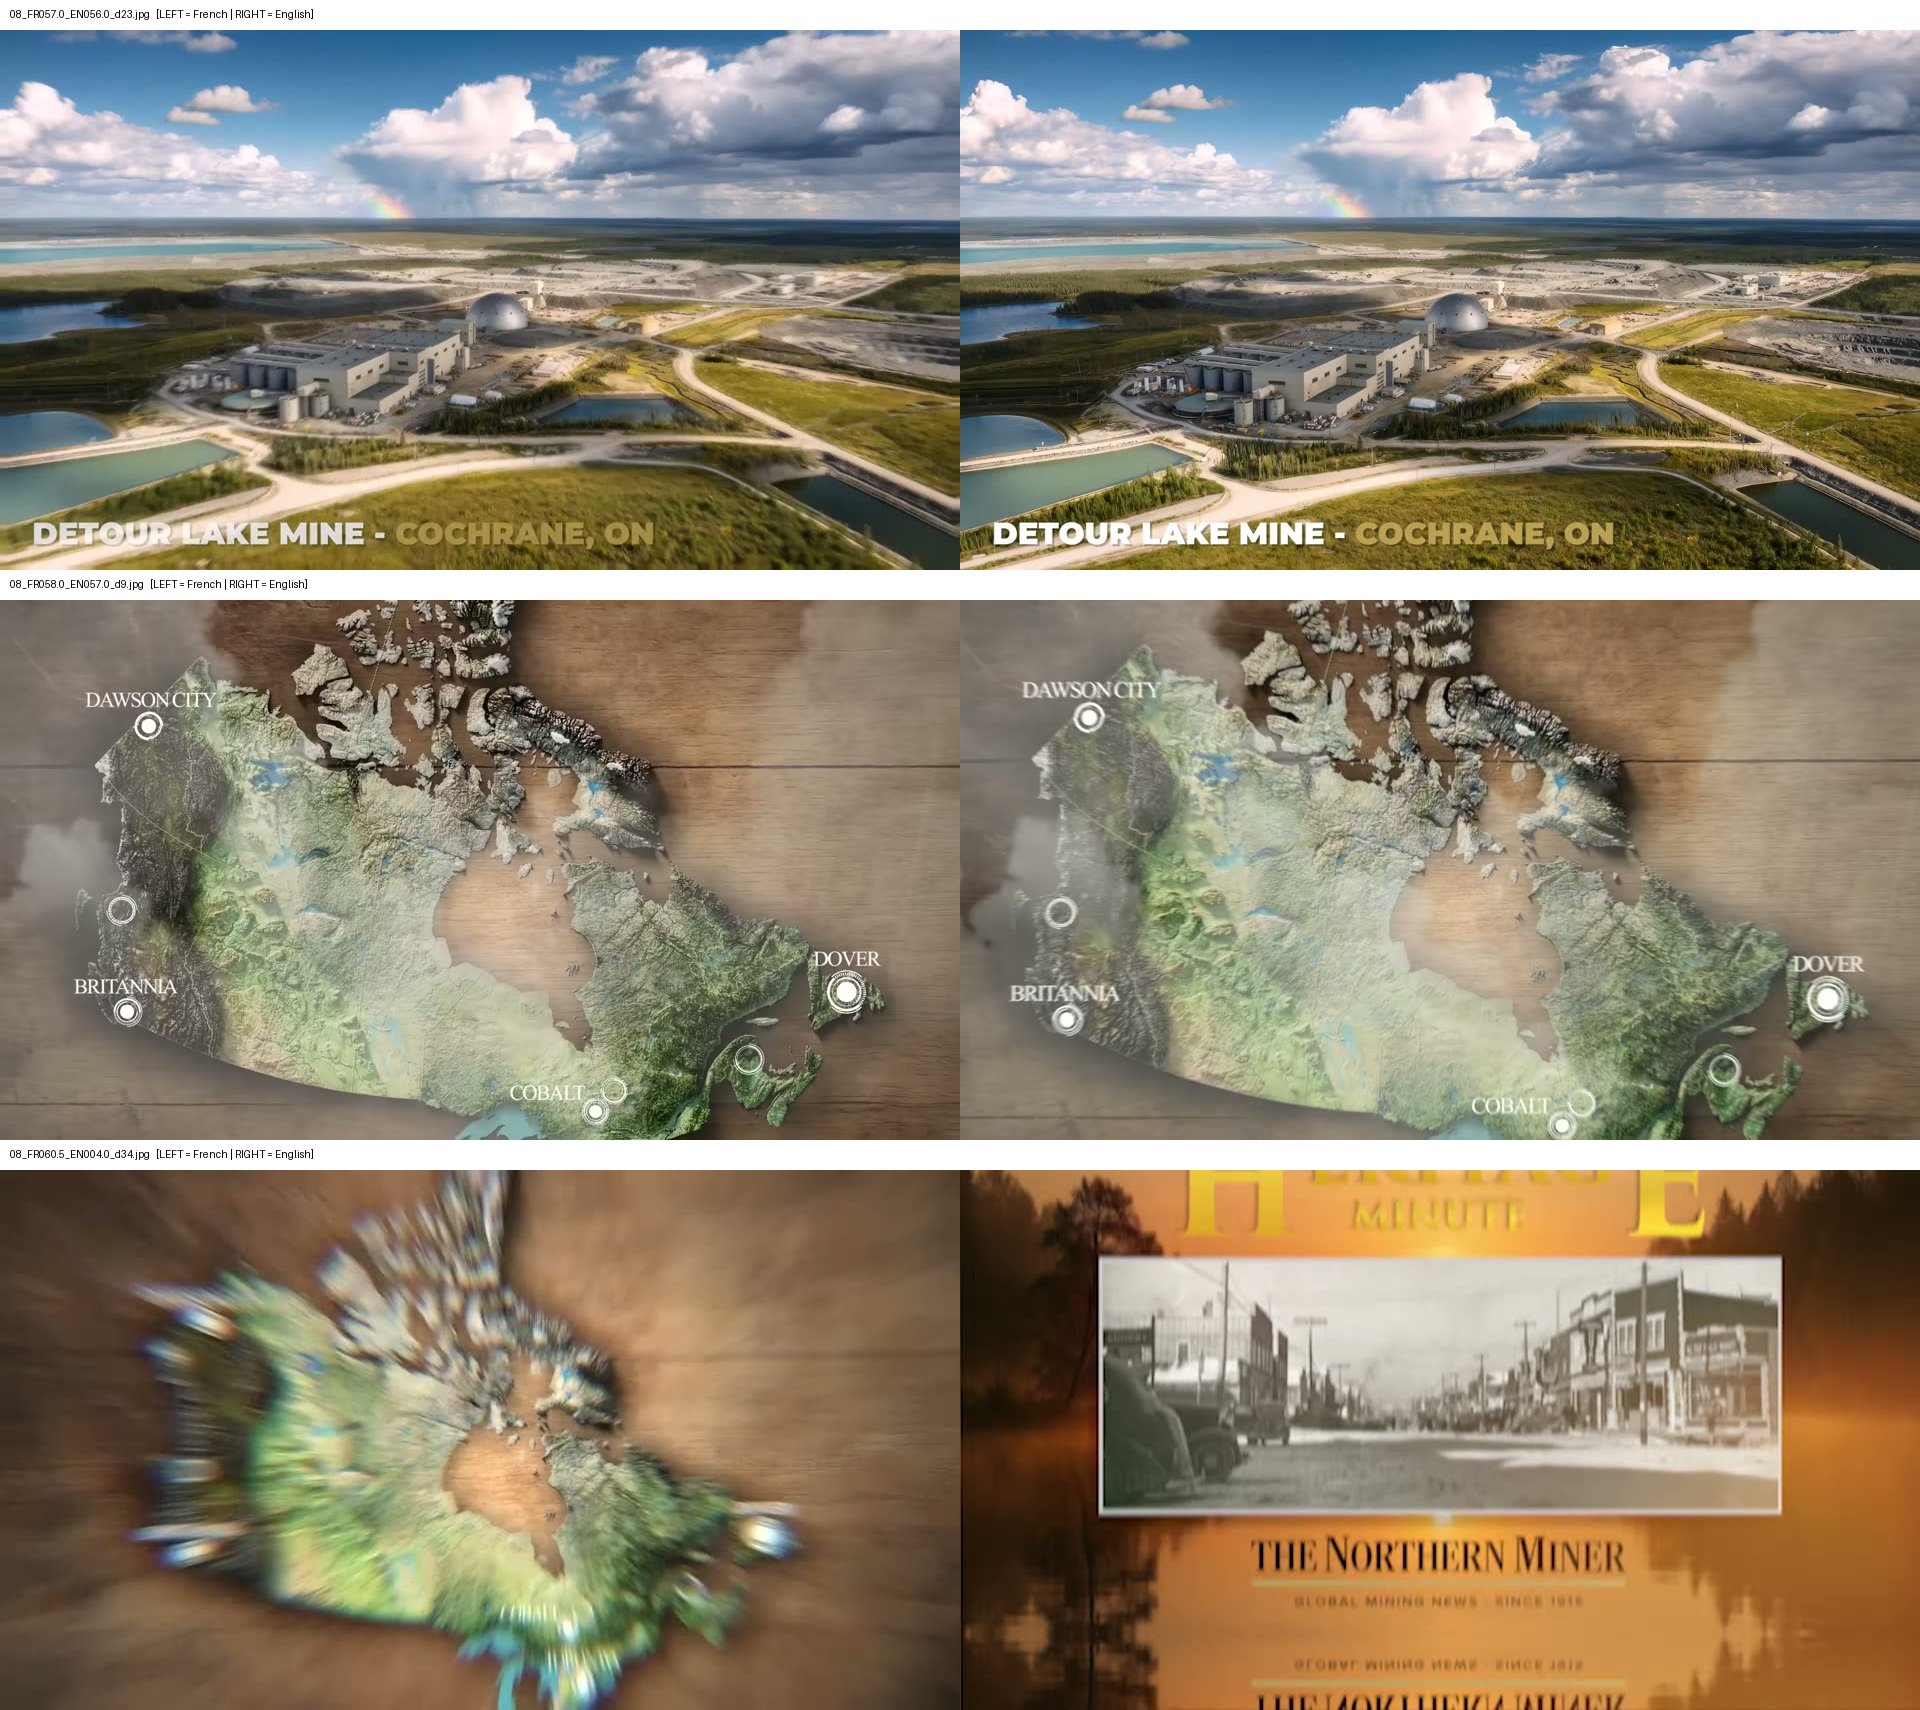 08_FR057.0_EN056.0_d23.jpg [LEFT = French | RIGHT = English]
DETOUR LAKE MINE - COCHRANE, ON
DETOUR LAKE MINE - COCHRANE, ON
08_FR058.0_EN057.0_d9.jpg [LEFT = French | RIGHT = English]
DAWSON CITY
BRITANNIA
DOVER
COBALT
DAWSON CITY
BRITANNIA
DOVER
COBALT
08_FR060.5_EN004.0_d34.jpg [LEFT = French | RIGHT = English]
HERITAGE
MINUTE
THE NORTHERN MINER
GLOBAL MINING NEWS · SINCE 1915